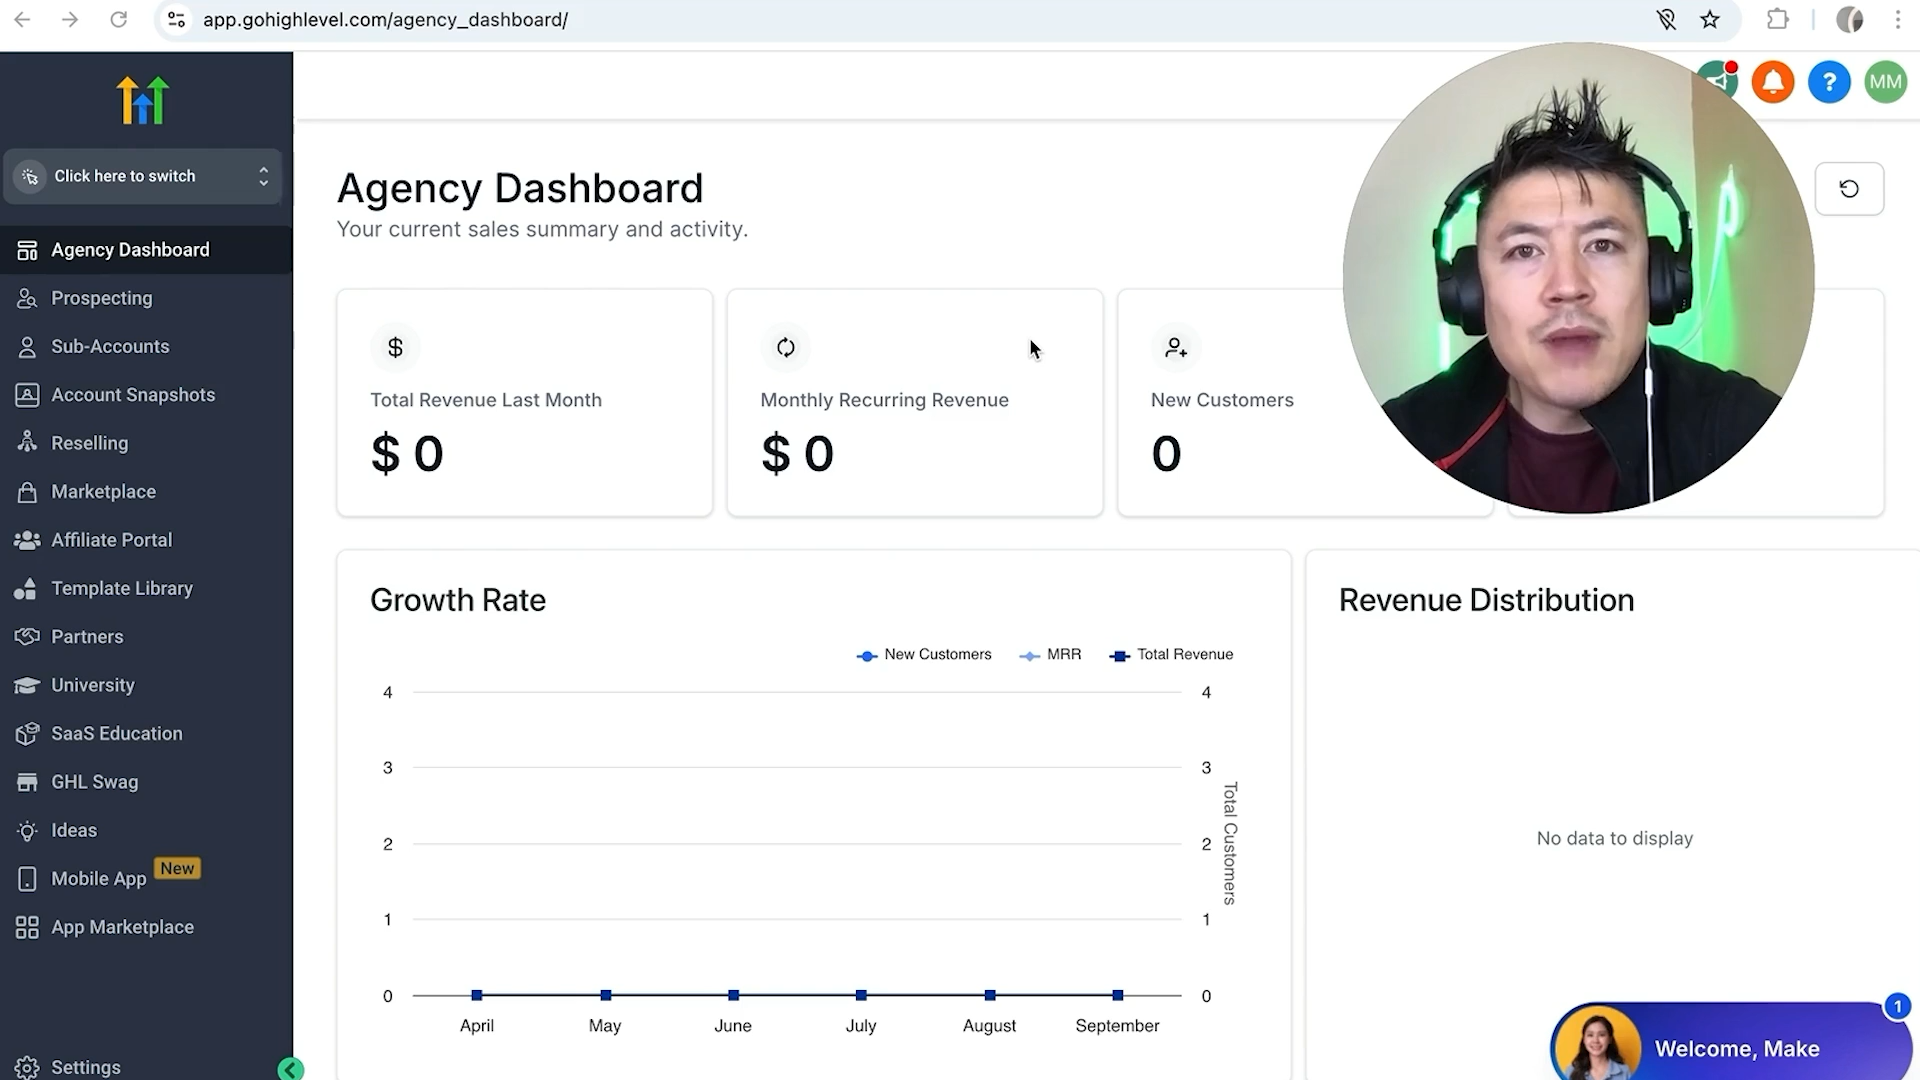 app.gohighlevel.com/agency_dashboard/
Click here to switch
Agency Dashboard
Prospecting
Sub-Accounts
Account Snapshots
Reselling
Marketplace
Affiliate Portal
Template Library
Partners
University
SaaS Education
GHL Swag
Ideas
Mobile App New
App Marketplace
Settings
? MM
Agency Dashboard
Your current sales summary and activity.
$
Total Revenue Last Month
$ 0
Monthly Recurring Revenue
$ 0
New Customers
0
Growth Rate
New Customers MRR Total Revenue
4 4
3 3
2 2
1 1
0 0
Total Customers
April May June July August September
Revenue Distribution
No data to display
1
Welcome, Make